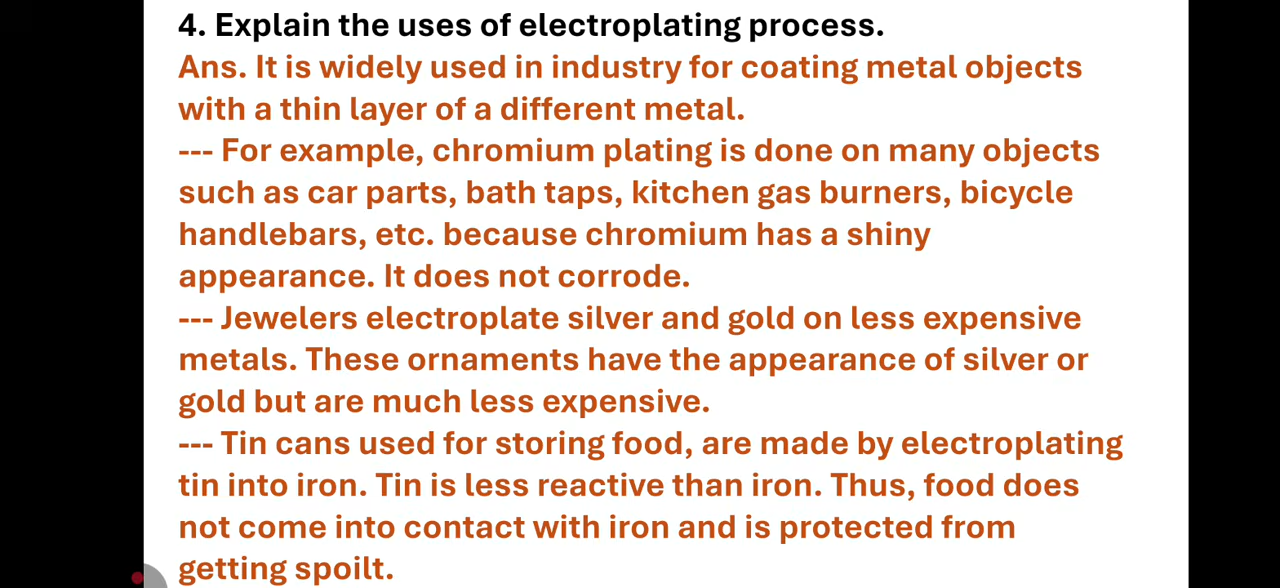 4. Explain the uses of electroplating process.
Ans. It is widely used in industry for coating metal objects
with a thin layer of a different metal.
--- For example, chromium plating is done on many objects
such as car parts, bath taps, kitchen gas burners, bicycle
handlebars, etc. because chromium has a shiny
appearance. It does not corrode.
--- Jewelers electroplate silver and gold on less expensive
metals. These ornaments have the appearance of silver or
gold but are much less expensive.
--- Tin cans used for storing food, are made by electroplating
tin into iron. Tin is less reactive than iron. Thus, food does
not come into contact with iron and is protected from
getting spoilt.